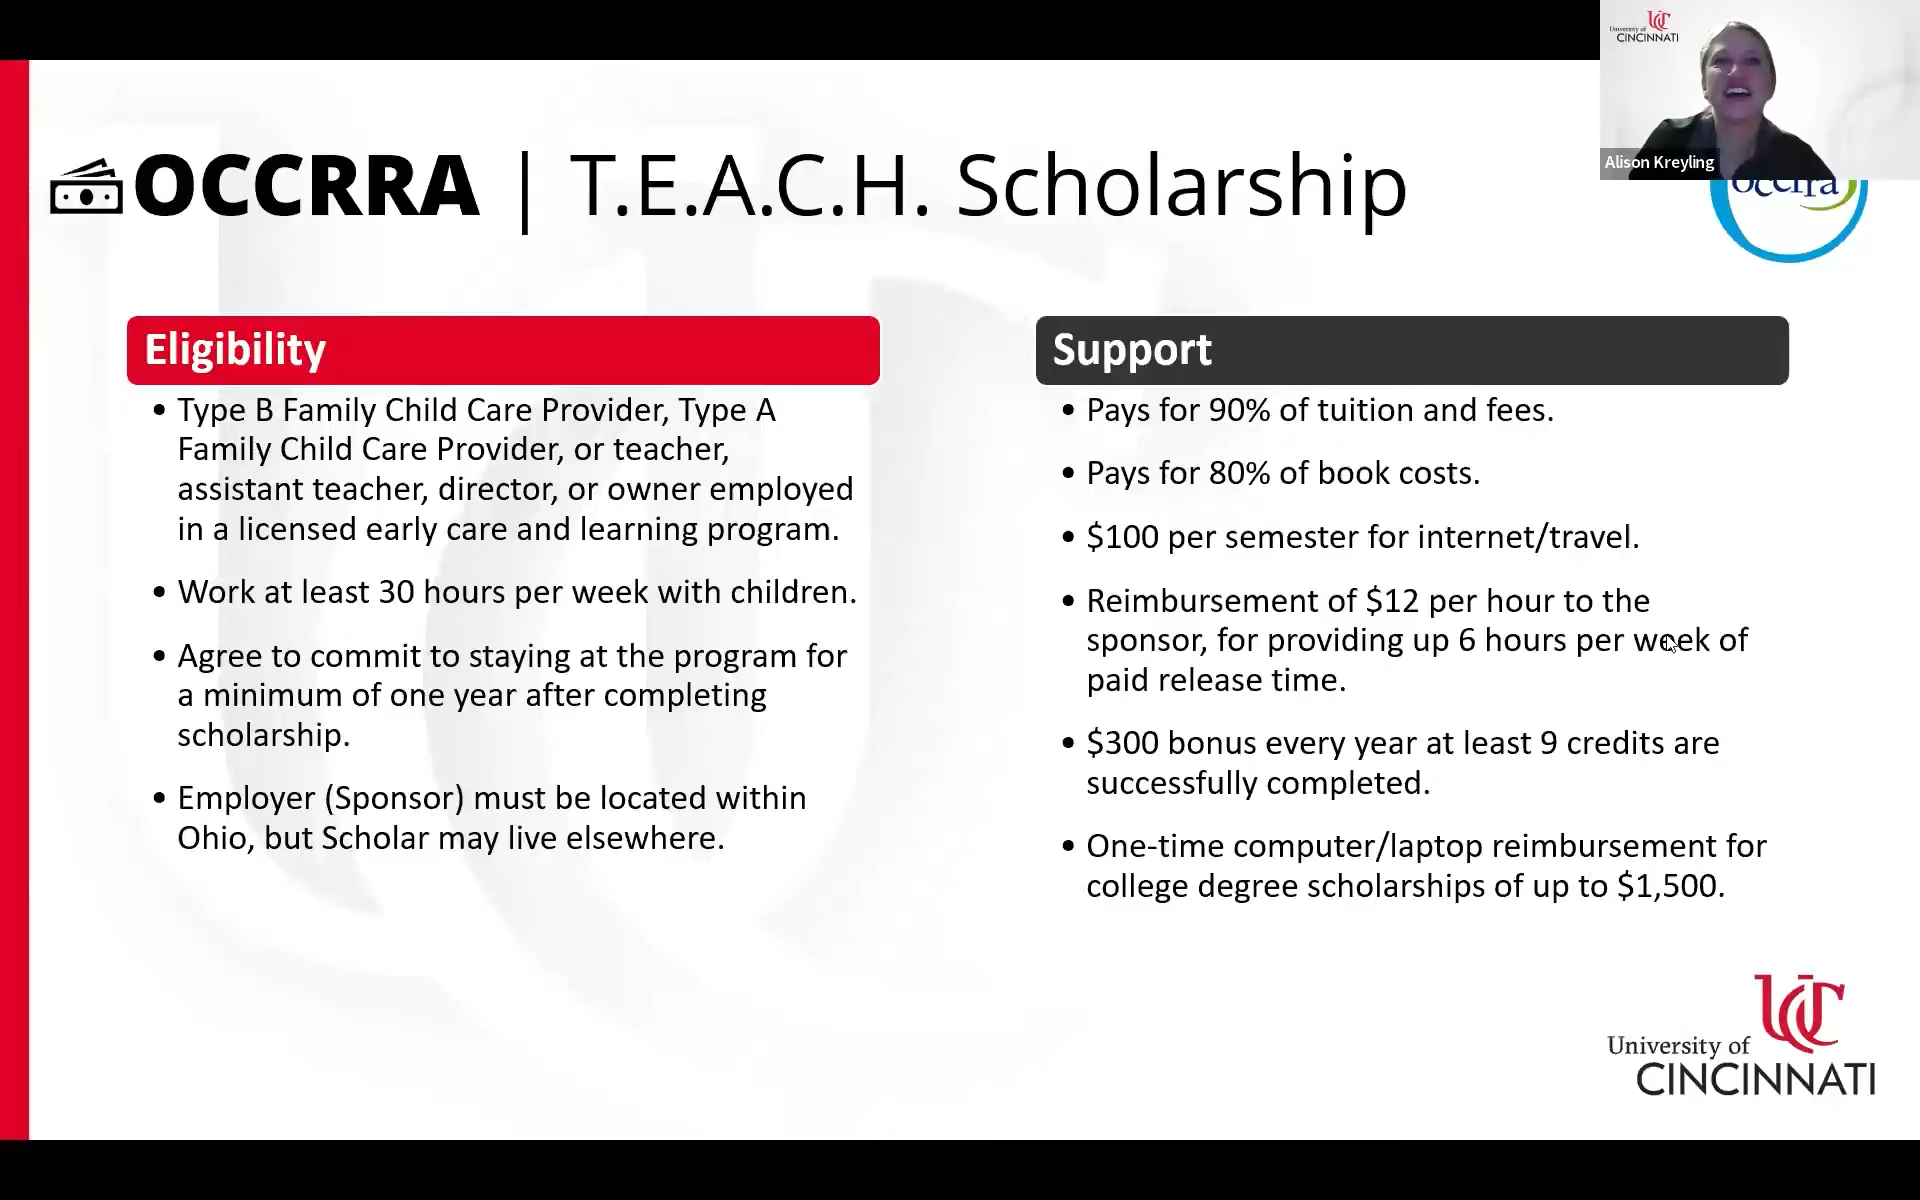 University of
CINCINNATI
Alison Kreyling
OCCRRA | T.E.A.C.H. Scholarship
occrra
Eligibility
• Type B Family Child Care Provider, Type A
Family Child Care Provider, or teacher,
assistant teacher, director, or owner employed
in a licensed early care and learning program.
• Work at least 30 hours per week with children.
• Agree to commit to staying at the program for
a minimum of one year after completing
scholarship.
• Employer (Sponsor) must be located within
Ohio, but Scholar may live elsewhere.
Support
• Pays for 90% of tuition and fees.
• Pays for 80% of book costs.
• $100 per semester for internet/travel.
• Reimbursement of $12 per hour to the
sponsor, for providing up 6 hours per week of
paid release time.
• $300 bonus every year at least 9 credits are
successfully completed.
• One-time computer/laptop reimbursement for
college degree scholarships of up to $1,500.
University of
CINCINNATI